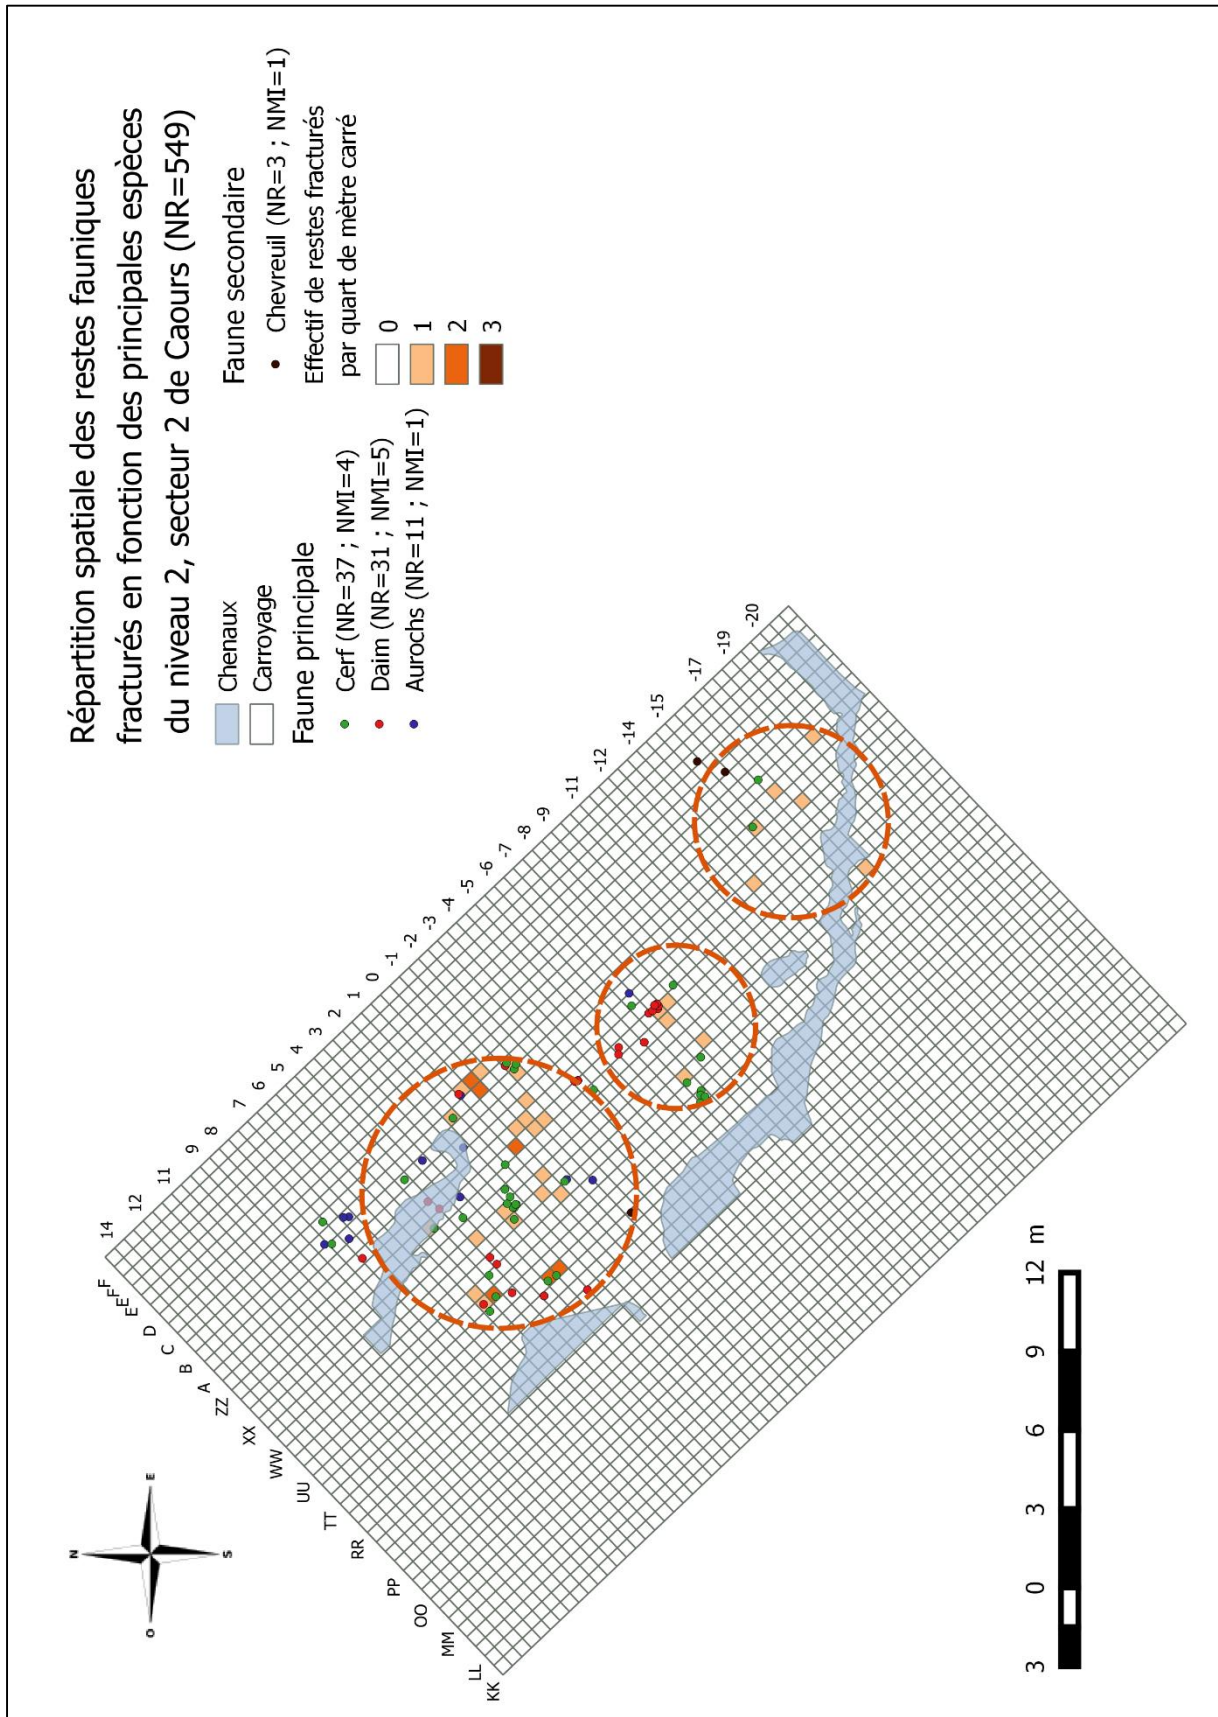 Répartition spatiale des restes fauniques
fracturés en fonction des principales espèces
du niveau 2, secteur 2 de Caours (NR=549)
Chenaux
Carroyage
Faune principale
Cerf (NR=37 ; NMI=4)
Daim (NR=31 ; NMI=5)
Aurochs (NR=11 ; NMI=1)
Faune secondaire
Chevreuil (NR=3 ; NMI=1)
Effectif de restes fracturés
par quart de mètre carré
0
1
2
3
N
E
S
O
14
12
11
9
8
7
6
5
4
3
2
1
0
-1
-2
-3
-4
-5
-6
-7
-8
-9
-11
-12
-14
-15
-17
-19
-20
F
F
E
E
D
C
B
A
ZZ
XX
WW
UU
TT
RR
PP
OO
MM
LL
KK
3 0 3 6 9 12 m